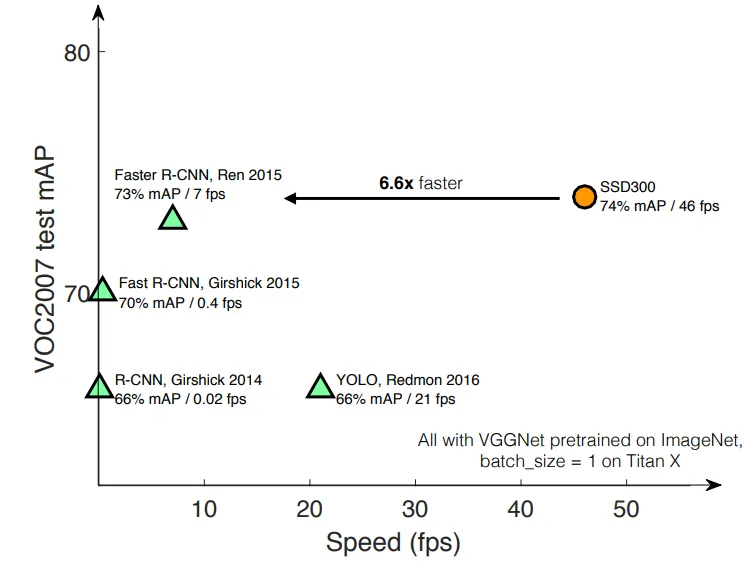 80
Faster R-CNN, Ren 2015
73% mAP / 7 fps
6.6x faster
SSD300
74% mAP / 46 fps
VOC2007 test mAP
Fast R-CNN, Girshick 2015
70
70% mAP / 0.4 fps
R-CNN, Girshick 2014
66% mAP / 0.02 fps
YOLO, Redmon 2016
66% mAP / 21 fps
All with VGGNet pretrained on ImageNet,
batch_size = 1 on Titan X
10 20 30 40 50
Speed (fps)